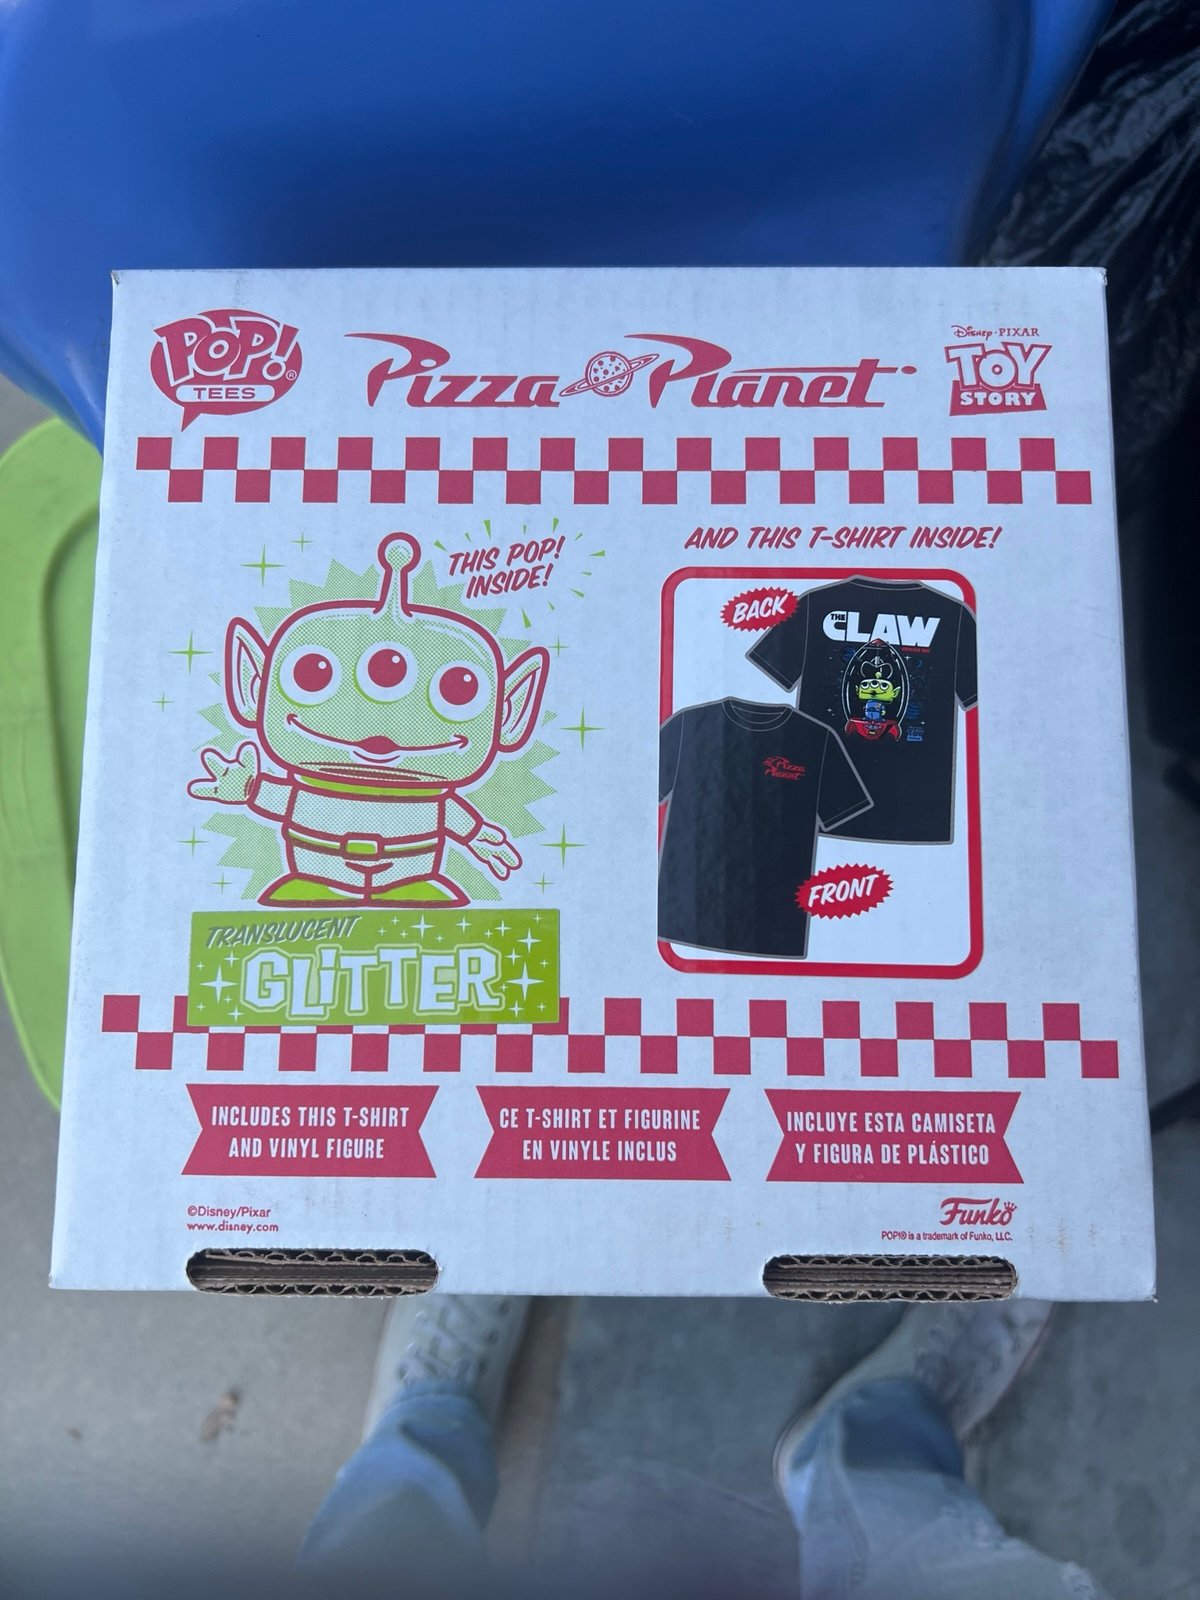 POP!®
TEES
Pizza Planet
Disney·PIXAR
TOY
STORY
THIS POP!
INSIDE!
AND THIS T-SHIRT INSIDE!
BACK
THE
CLAW
Pizza
Planet
FRONT
TRANSLUCENT
GLITTER
INCLUDES THIS T-SHIRT
AND VINYL FIGURE
CE T-SHIRT ET FIGURINE
EN VINYLE INCLUS
INCLUYE ESTA CAMISETA
Y FIGURA DE PLÁSTICO
©Disney/Pixar
www.disney.com
Funko
POP!® is a trademark of Funko, LLC.